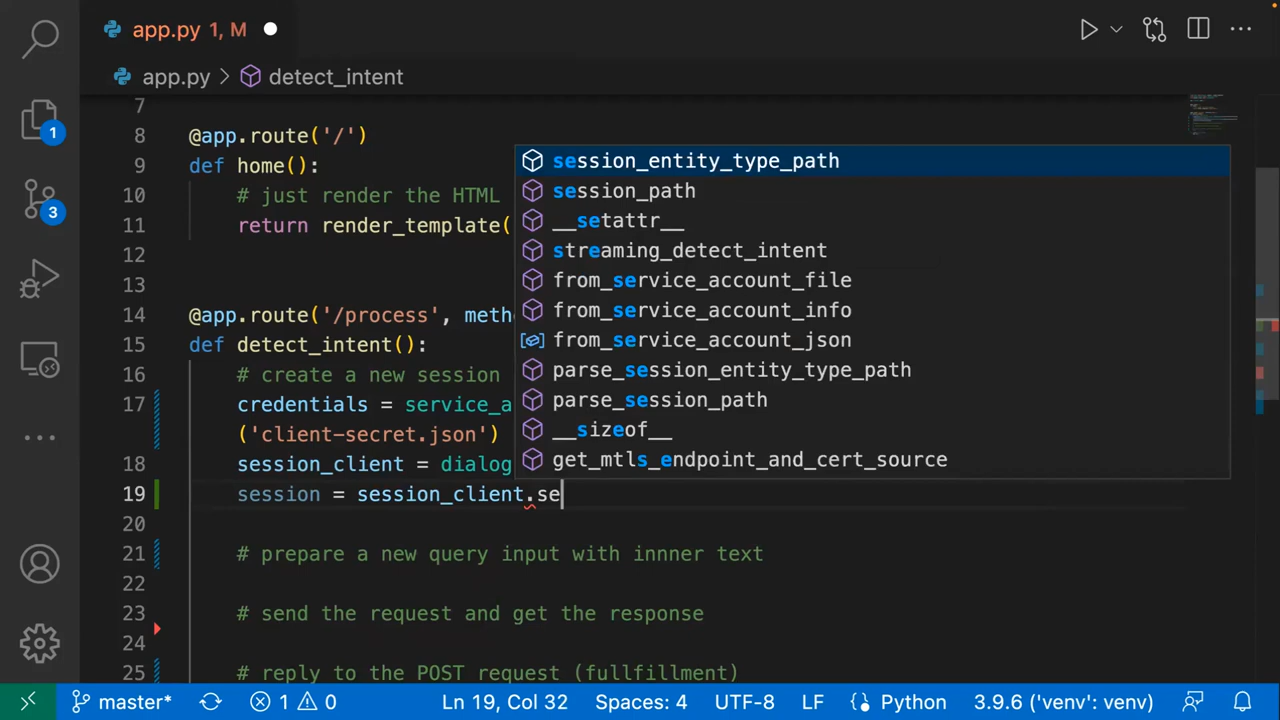 app.py 1, M
app.py > detect_intent
7
8 @app.route('/')
9 def home():
10 # just render the HTML
11 return render_template(
12
13
14 @app.route('/process', metho
15 def detect_intent():
16 # create a new session
17 credentials = service_a
('client-secret.json')
18 session_client = dialog
19 session = session_client.se
20
21 # prepare a new query input with innner text
22
23 # send the request and get the response
24
25 # reply to the POST request (fullfillment)
session_entity_type_path
session_path
__setattr__
streaming_detect_intent
from_service_account_file
from_service_account_info
from_service_account_json
parse_session_entity_type_path
parse_session_path
__sizeof__
get_mtls_endpoint_and_cert_source
1
3
master* 1 0 Ln 19, Col 32 Spaces: 4 UTF-8 LF Python 3.9.6 ('venv': venv)